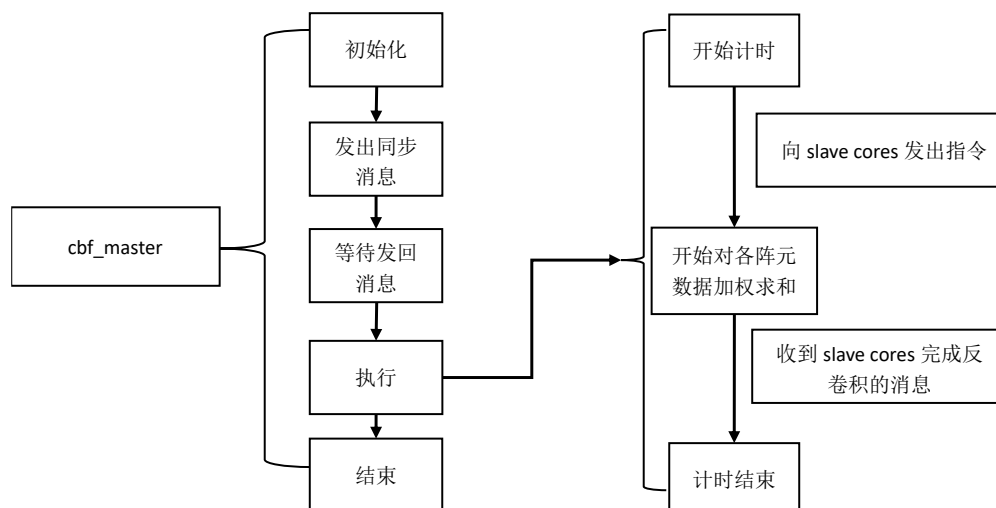 cbf_master
初始化
发出同步
消息
等待发回
消息
执行
结束
开始计时
向 slave cores 发出指令
开始对各阵元
数据加权求和
收到 slave cores 完成反
卷积的消息
计时结束